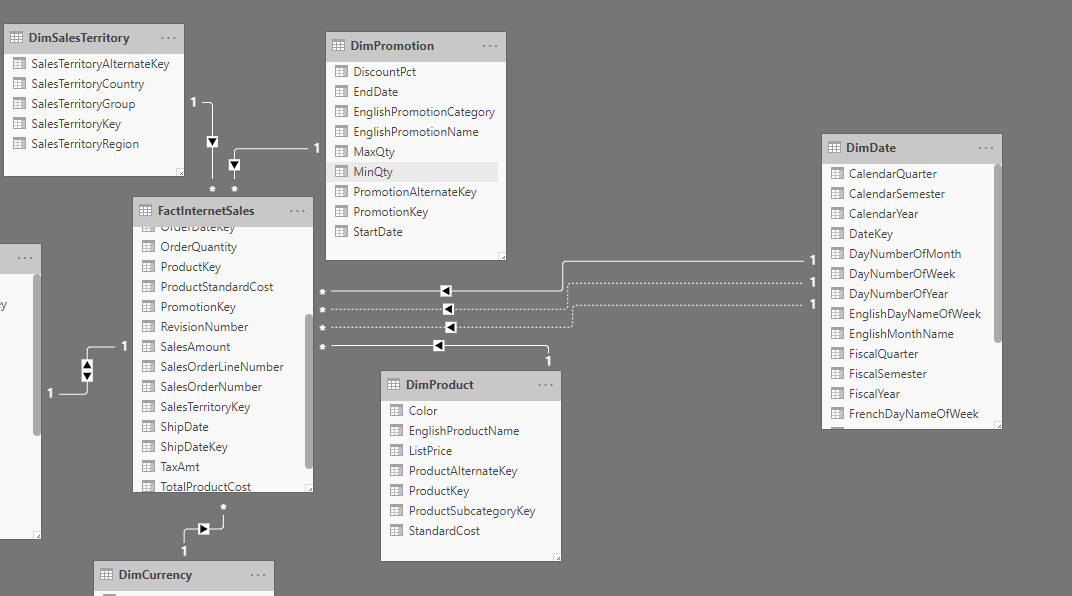 DimSalesTerritory ...
SalesTerritoryAlternateKey
SalesTerritoryCountry
SalesTerritoryGroup
SalesTerritoryKey
SalesTerritoryRegion
DimPromotion ...
DiscountPct
EndDate
EnglishPromotionCategory
EnglishPromotionName
MaxQty
MinQty
PromotionAlternateKey
PromotionKey
StartDate
1
*
1
*
FactInternetSales ...
OrderDateKey
OrderQuantity
ProductKey
ProductStandardCost
PromotionKey
RevisionNumber
SalesAmount
SalesOrderLineNumber
SalesOrderNumber
SalesTerritoryKey
ShipDate
ShipDateKey
TaxAmt
TotalProductCost
...
ey
1
1
* 1
* 1
* 1
* 1
DimDate ...
CalendarQuarter
CalendarSemester
CalendarYear
DateKey
DayNumberOfMonth
DayNumberOfWeek
DayNumberOfYear
EnglishDayNameOfWeek
EnglishMonthName
FiscalQuarter
FiscalSemester
FiscalYear
FrenchDayNameOfWeek
DimProduct ...
Color
EnglishProductName
ListPrice
ProductAlternateKey
ProductKey
ProductSubcategoryKey
StandardCost
*
1
DimCurrency ...